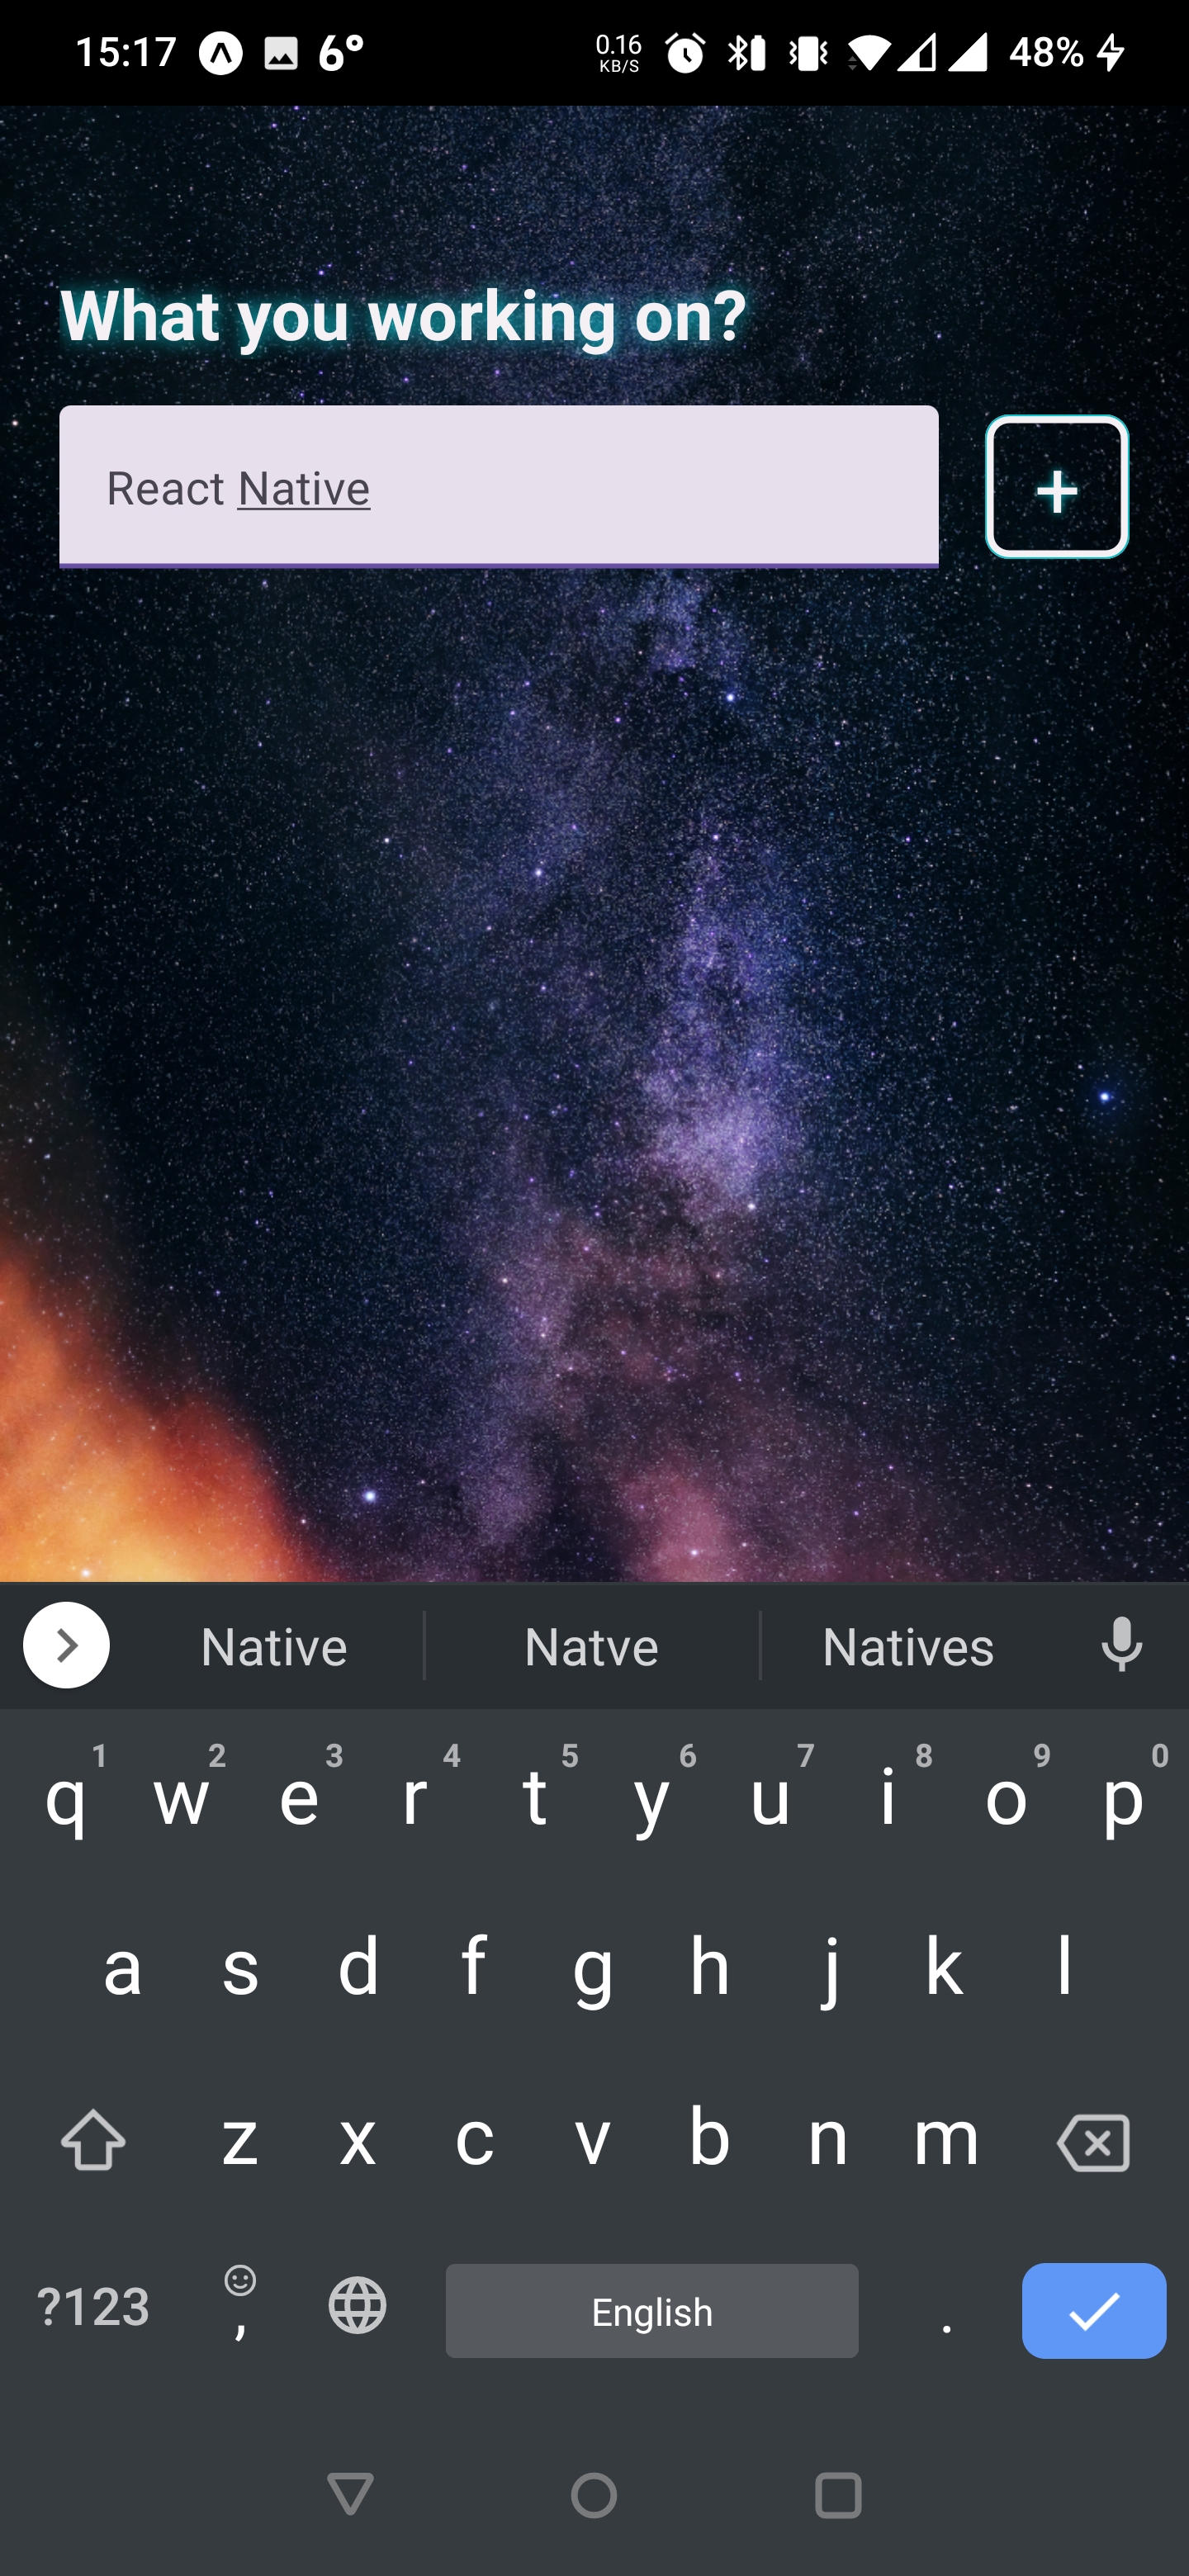 15:17 6° 0.16 KB/S 48%
What you working on?
React Native
+
Native Natve Natives
1 2 3 4 5 6 7 8 9 0
q w e r t y u i o p
a s d f g h j k l
z x c v b n m
?123 , English .